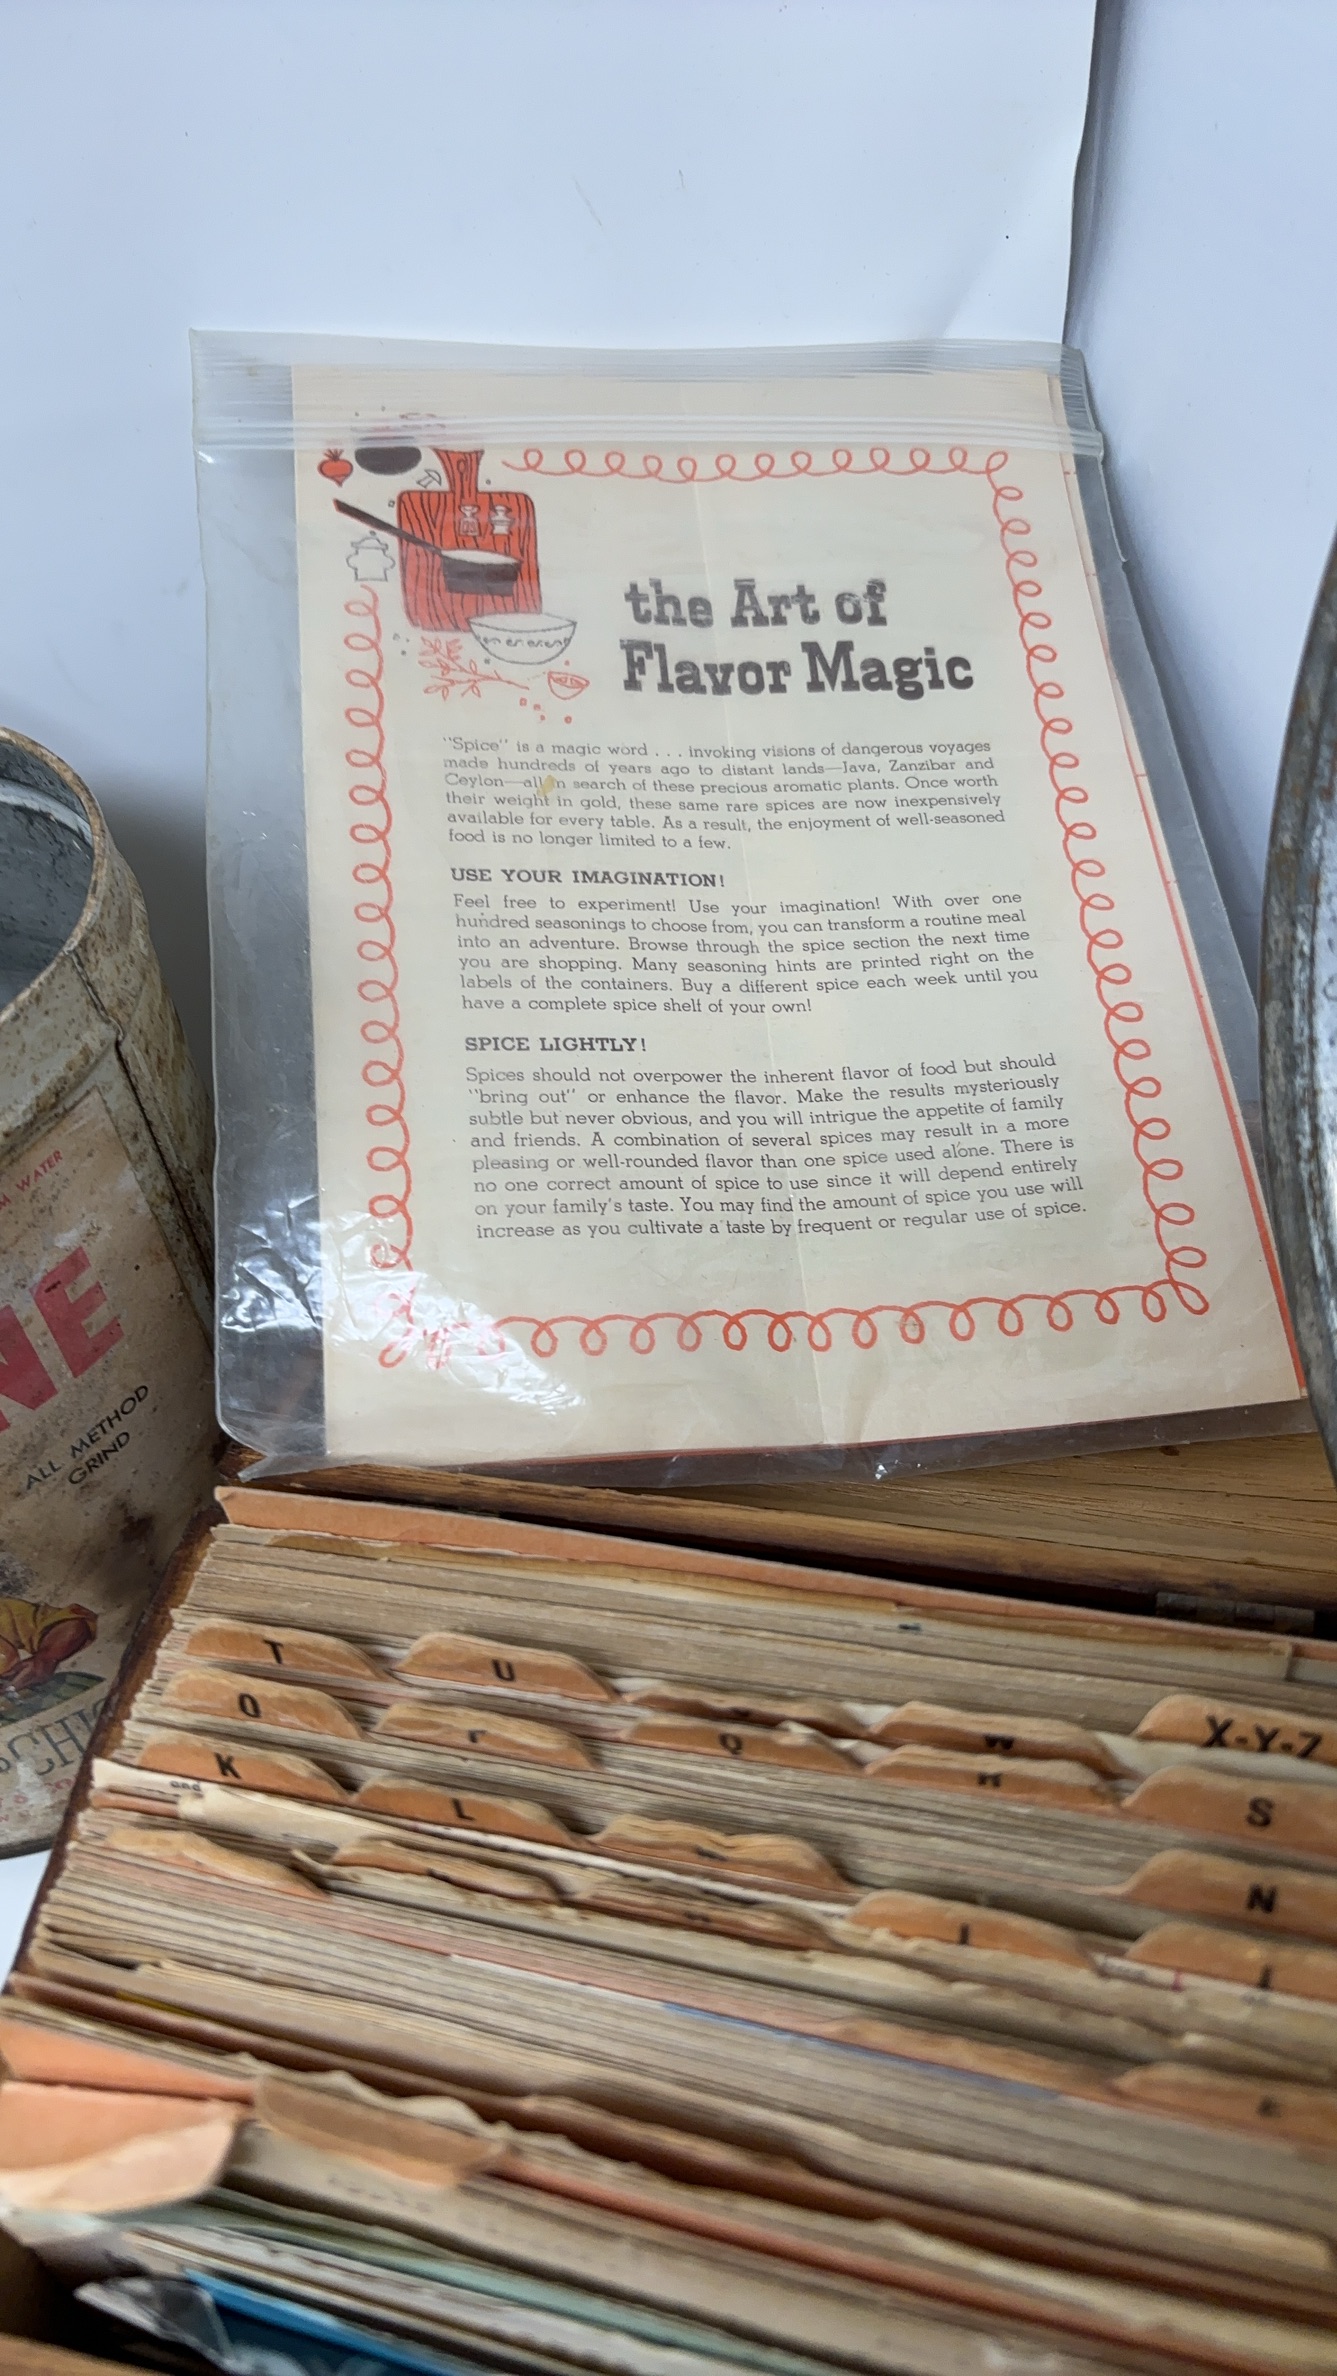 the Art of
Flavor Magic
"Spice" is a magic word . . . invoking visions of dangerous voyages
made hundreds of years ago to distant lands—Java, Zanzibar and
Ceylon—all in search of these precious aromatic plants. Once worth
their weight in gold, these same rare spices are now inexpensively
available for every table. As a result, the enjoyment of well-seasoned
food is no longer limited to a few.
USE YOUR IMAGINATION!
Feel free to experiment! Use your imagination! With over one
hundred seasonings to choose from, you can transform a routine meal
into an adventure. Browse through the spice section the next time
you are shopping. Many seasoning hints are printed right on the
labels of the containers. Buy a different spice each week until you
have a complete spice shelf of your own!
SPICE LIGHTLY!
Spices should not overpower the inherent flavor of food but should
"bring out" or enhance the flavor. Make the results mysteriously
subtle but never obvious, and you will intrigue the appetite of family
and friends. A combination of several spices may result in a more
pleasing or well-rounded flavor than one spice used alone. There is
no one correct amount of spice to use since it will depend entirely
on your family's taste. You may find the amount of spice you use will
increase as you cultivate a taste by frequent or regular use of spice.
WATER
NE
ALL METHOD
GRIND
T U W X-Y-Z
O Q S
K L N
and